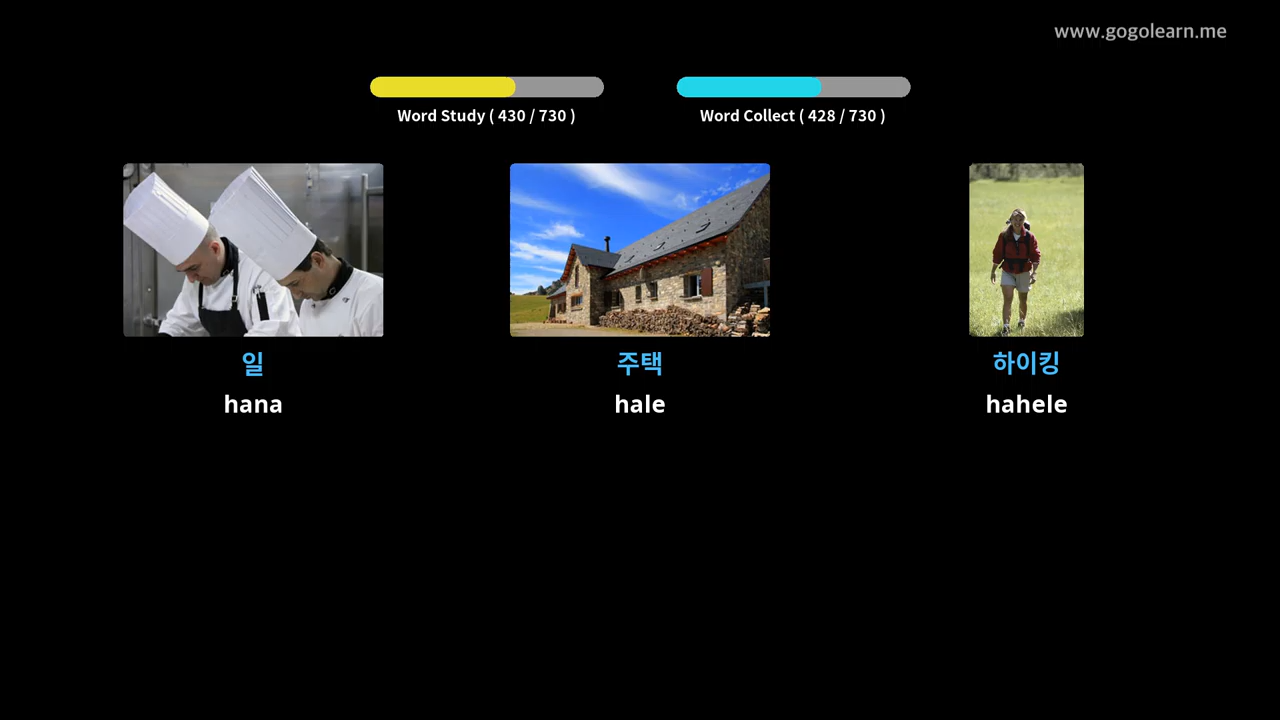 www.gogolearn.me
Word Study ( 430 / 730 )
Word Collect ( 428 / 730 )
일
주택
하이킹
hana
hale
hahele